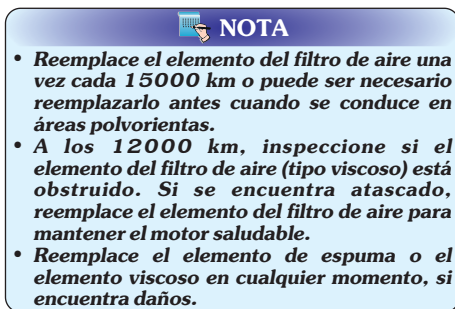 NOTA
• Reemplace el elemento del filtro de aire una
vez cada 15000 km o puede ser necesario
reemplazarlo antes cuando se conduce en
áreas polvorientas.
• A los 12000 km, inspeccione si el
elemento del filtro de aire (tipo viscoso) está
obstruido. Si se encuentra atascado,
reemplace el elemento del filtro de aire para
mantener el motor saludable.
• Reemplace el elemento de espuma o el
elemento viscoso en cualquier momento, si
encuentra daños.